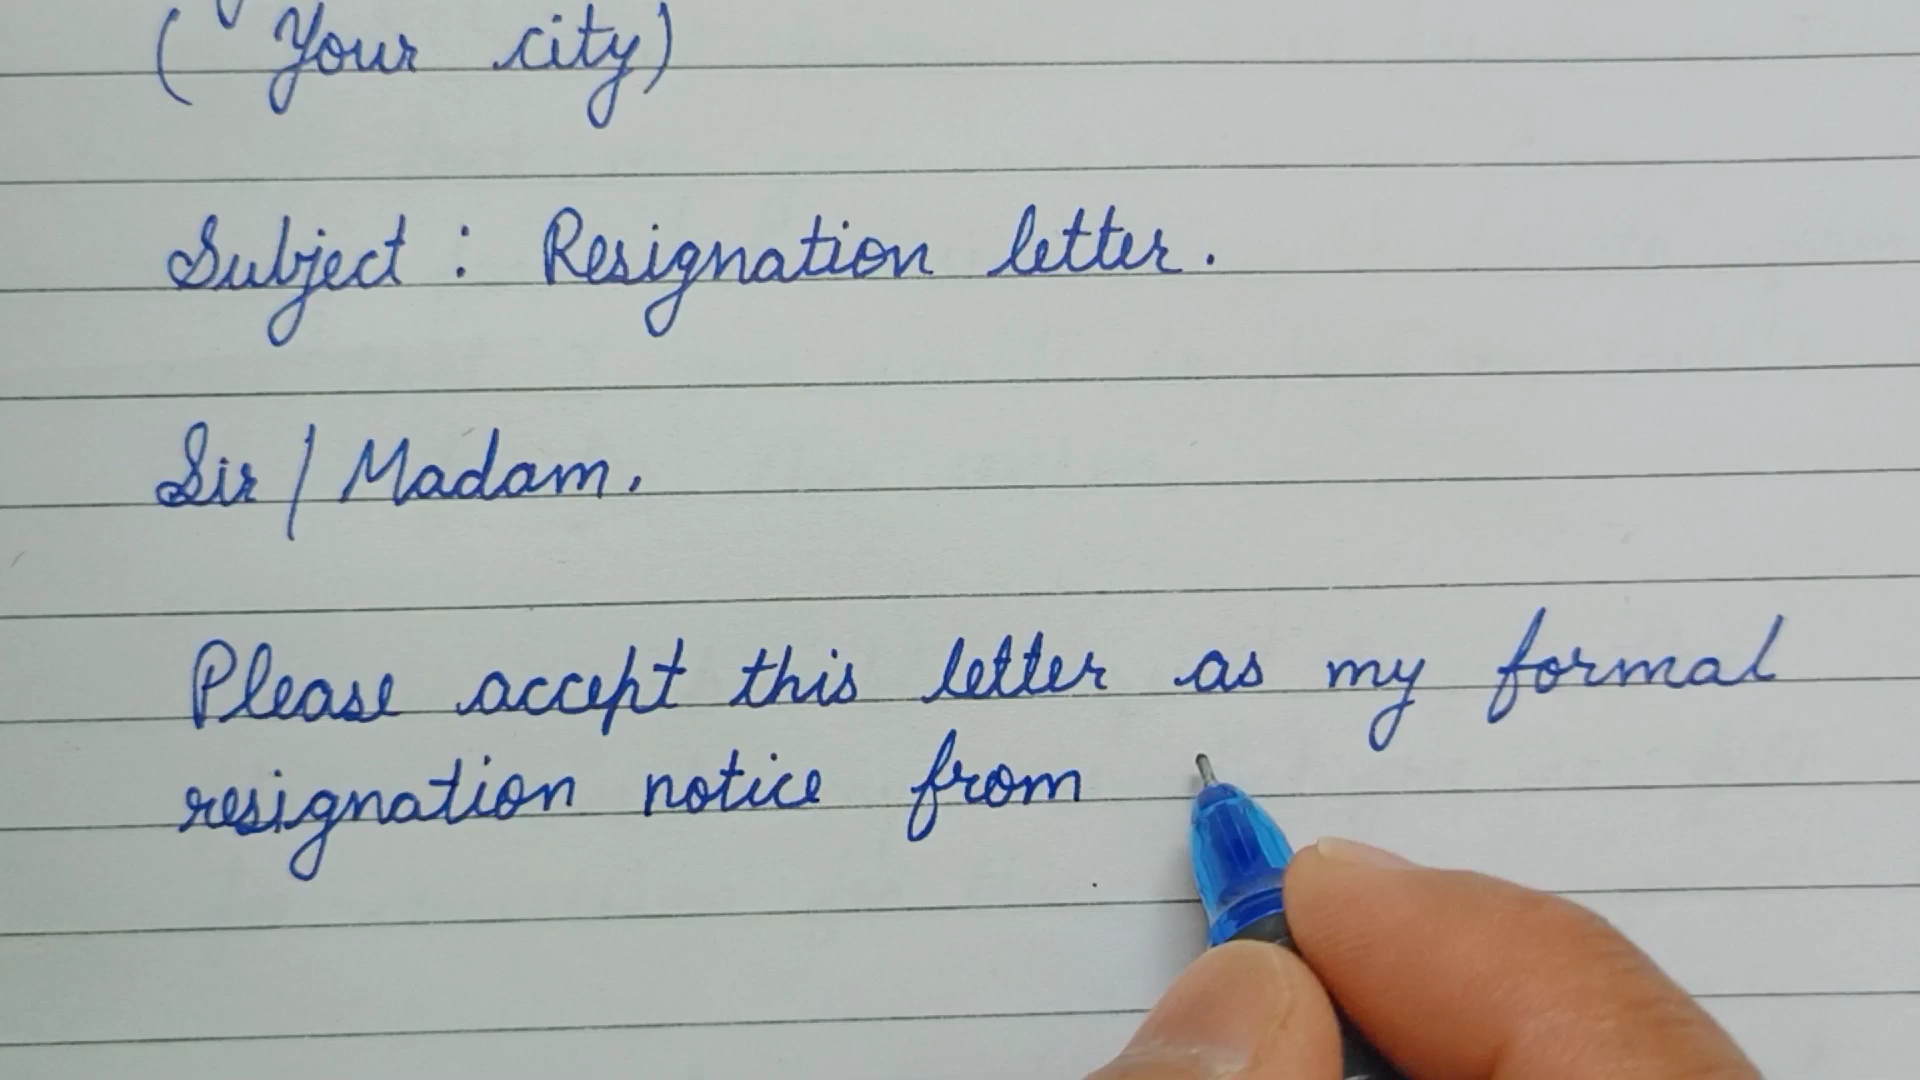 ( Your city)
Subject : Resignation letter.
Sir / Madam.
Please accept this letter as my formal
resignation notice from